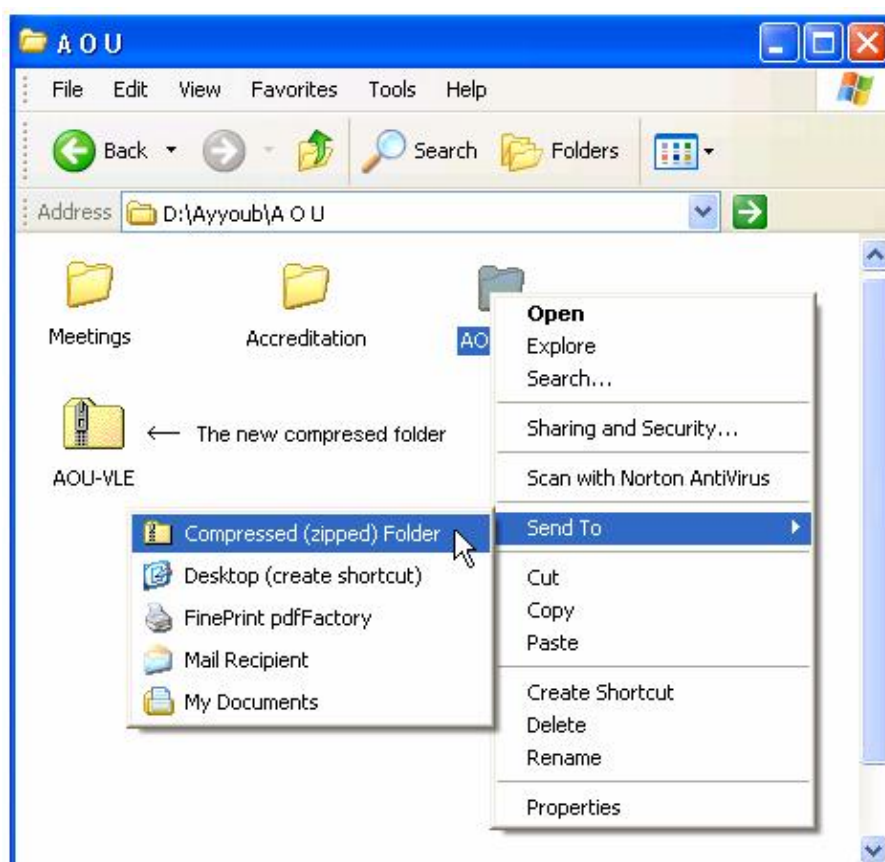 A O U
File Edit View Favorites Tools Help
Back Search Folders
Address D:\Ayyoub\A O U
Meetings Accreditation AO
Open
Explore
Search...
Sharing and Security...
Scan with Norton AntiVirus
Send To
Cut
Copy
Paste
Create Shortcut
Delete
Rename
Properties
← The new compresed folder
AOU-VLE
Compressed (zipped) Folder
Desktop (create shortcut)
FinePrint pdfFactory
Mail Recipient
My Documents